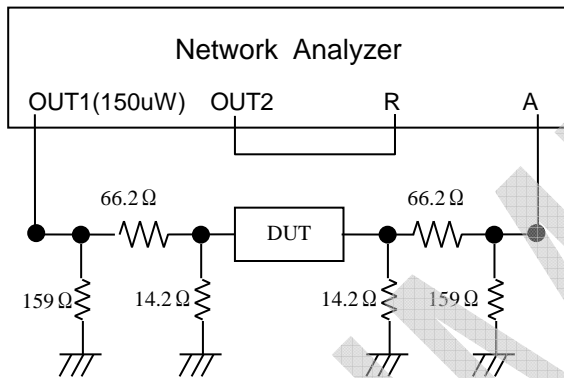 Network Analyzer
OUT1(150uW) OUT2 R A
66.2Ω 66.2Ω
DUT
159Ω 14.2Ω 14.2Ω 159Ω